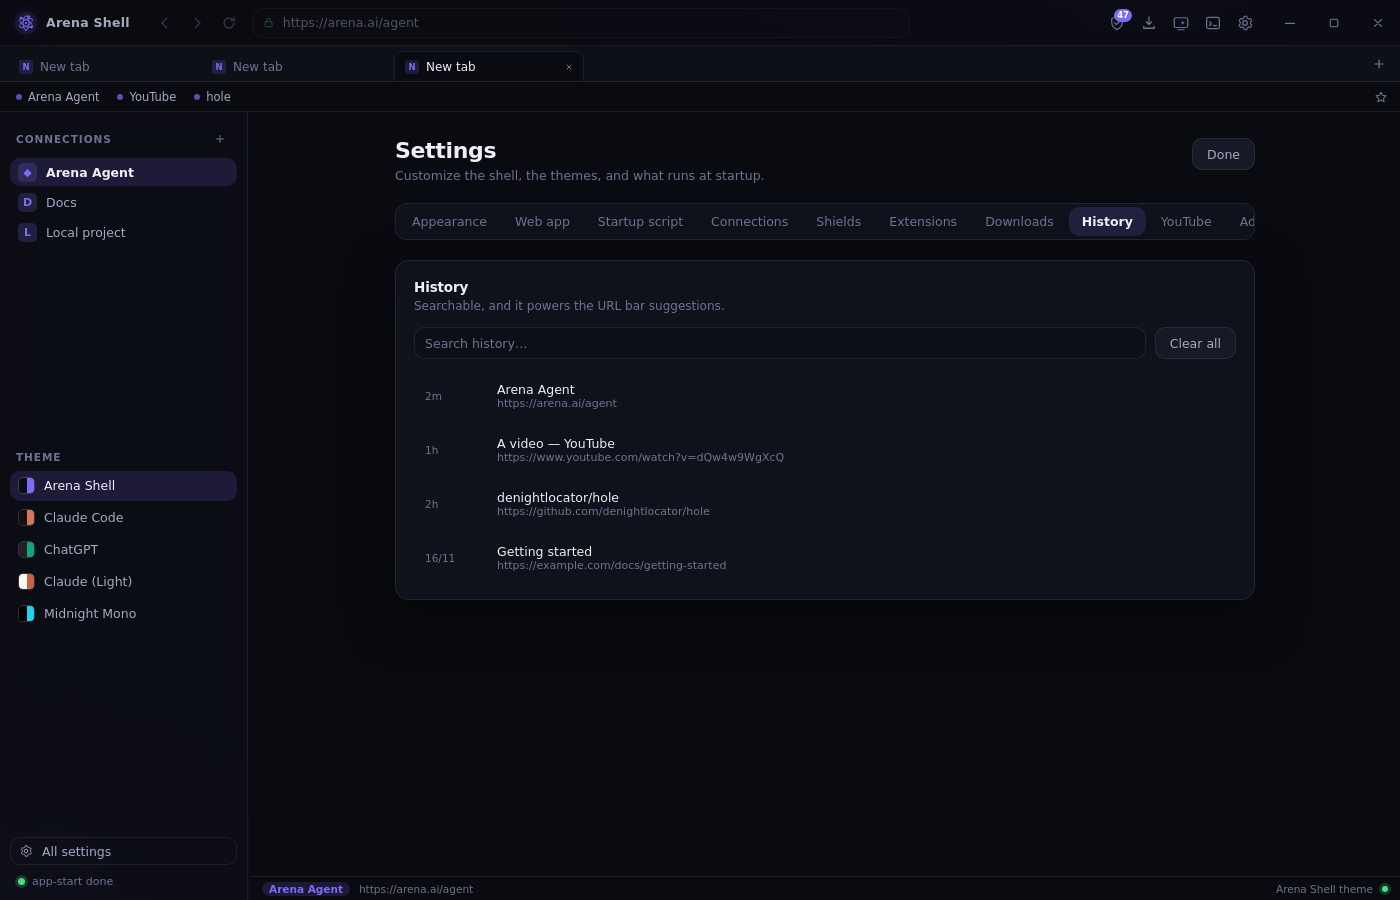 Arena Shell
https://arena.ai/agent
47
N New tab
N New tab
N New tab
Arena Agent
YouTube
hole
CONNECTIONS
Arena Agent
D Docs
L Local project
THEME
Arena Shell
Claude Code
ChatGPT
Claude (Light)
Midnight Mono
All settings
app-start done
Settings
Customize the shell, the themes, and what runs at startup.
Done
Appearance Web app Startup script Connections Shields Extensions Downloads History YouTube Ad
History
Searchable, and it powers the URL bar suggestions.
Search history...
Clear all
2m
Arena Agent
https://arena.ai/agent
1h
A video — YouTube
https://www.youtube.com/watch?v=dQw4w9WgXcQ
2h
denightlocator/hole
https://github.com/denightlocator/hole
16/11
Getting started
https://example.com/docs/getting-started
Arena Agent https://arena.ai/agent
Arena Shell theme